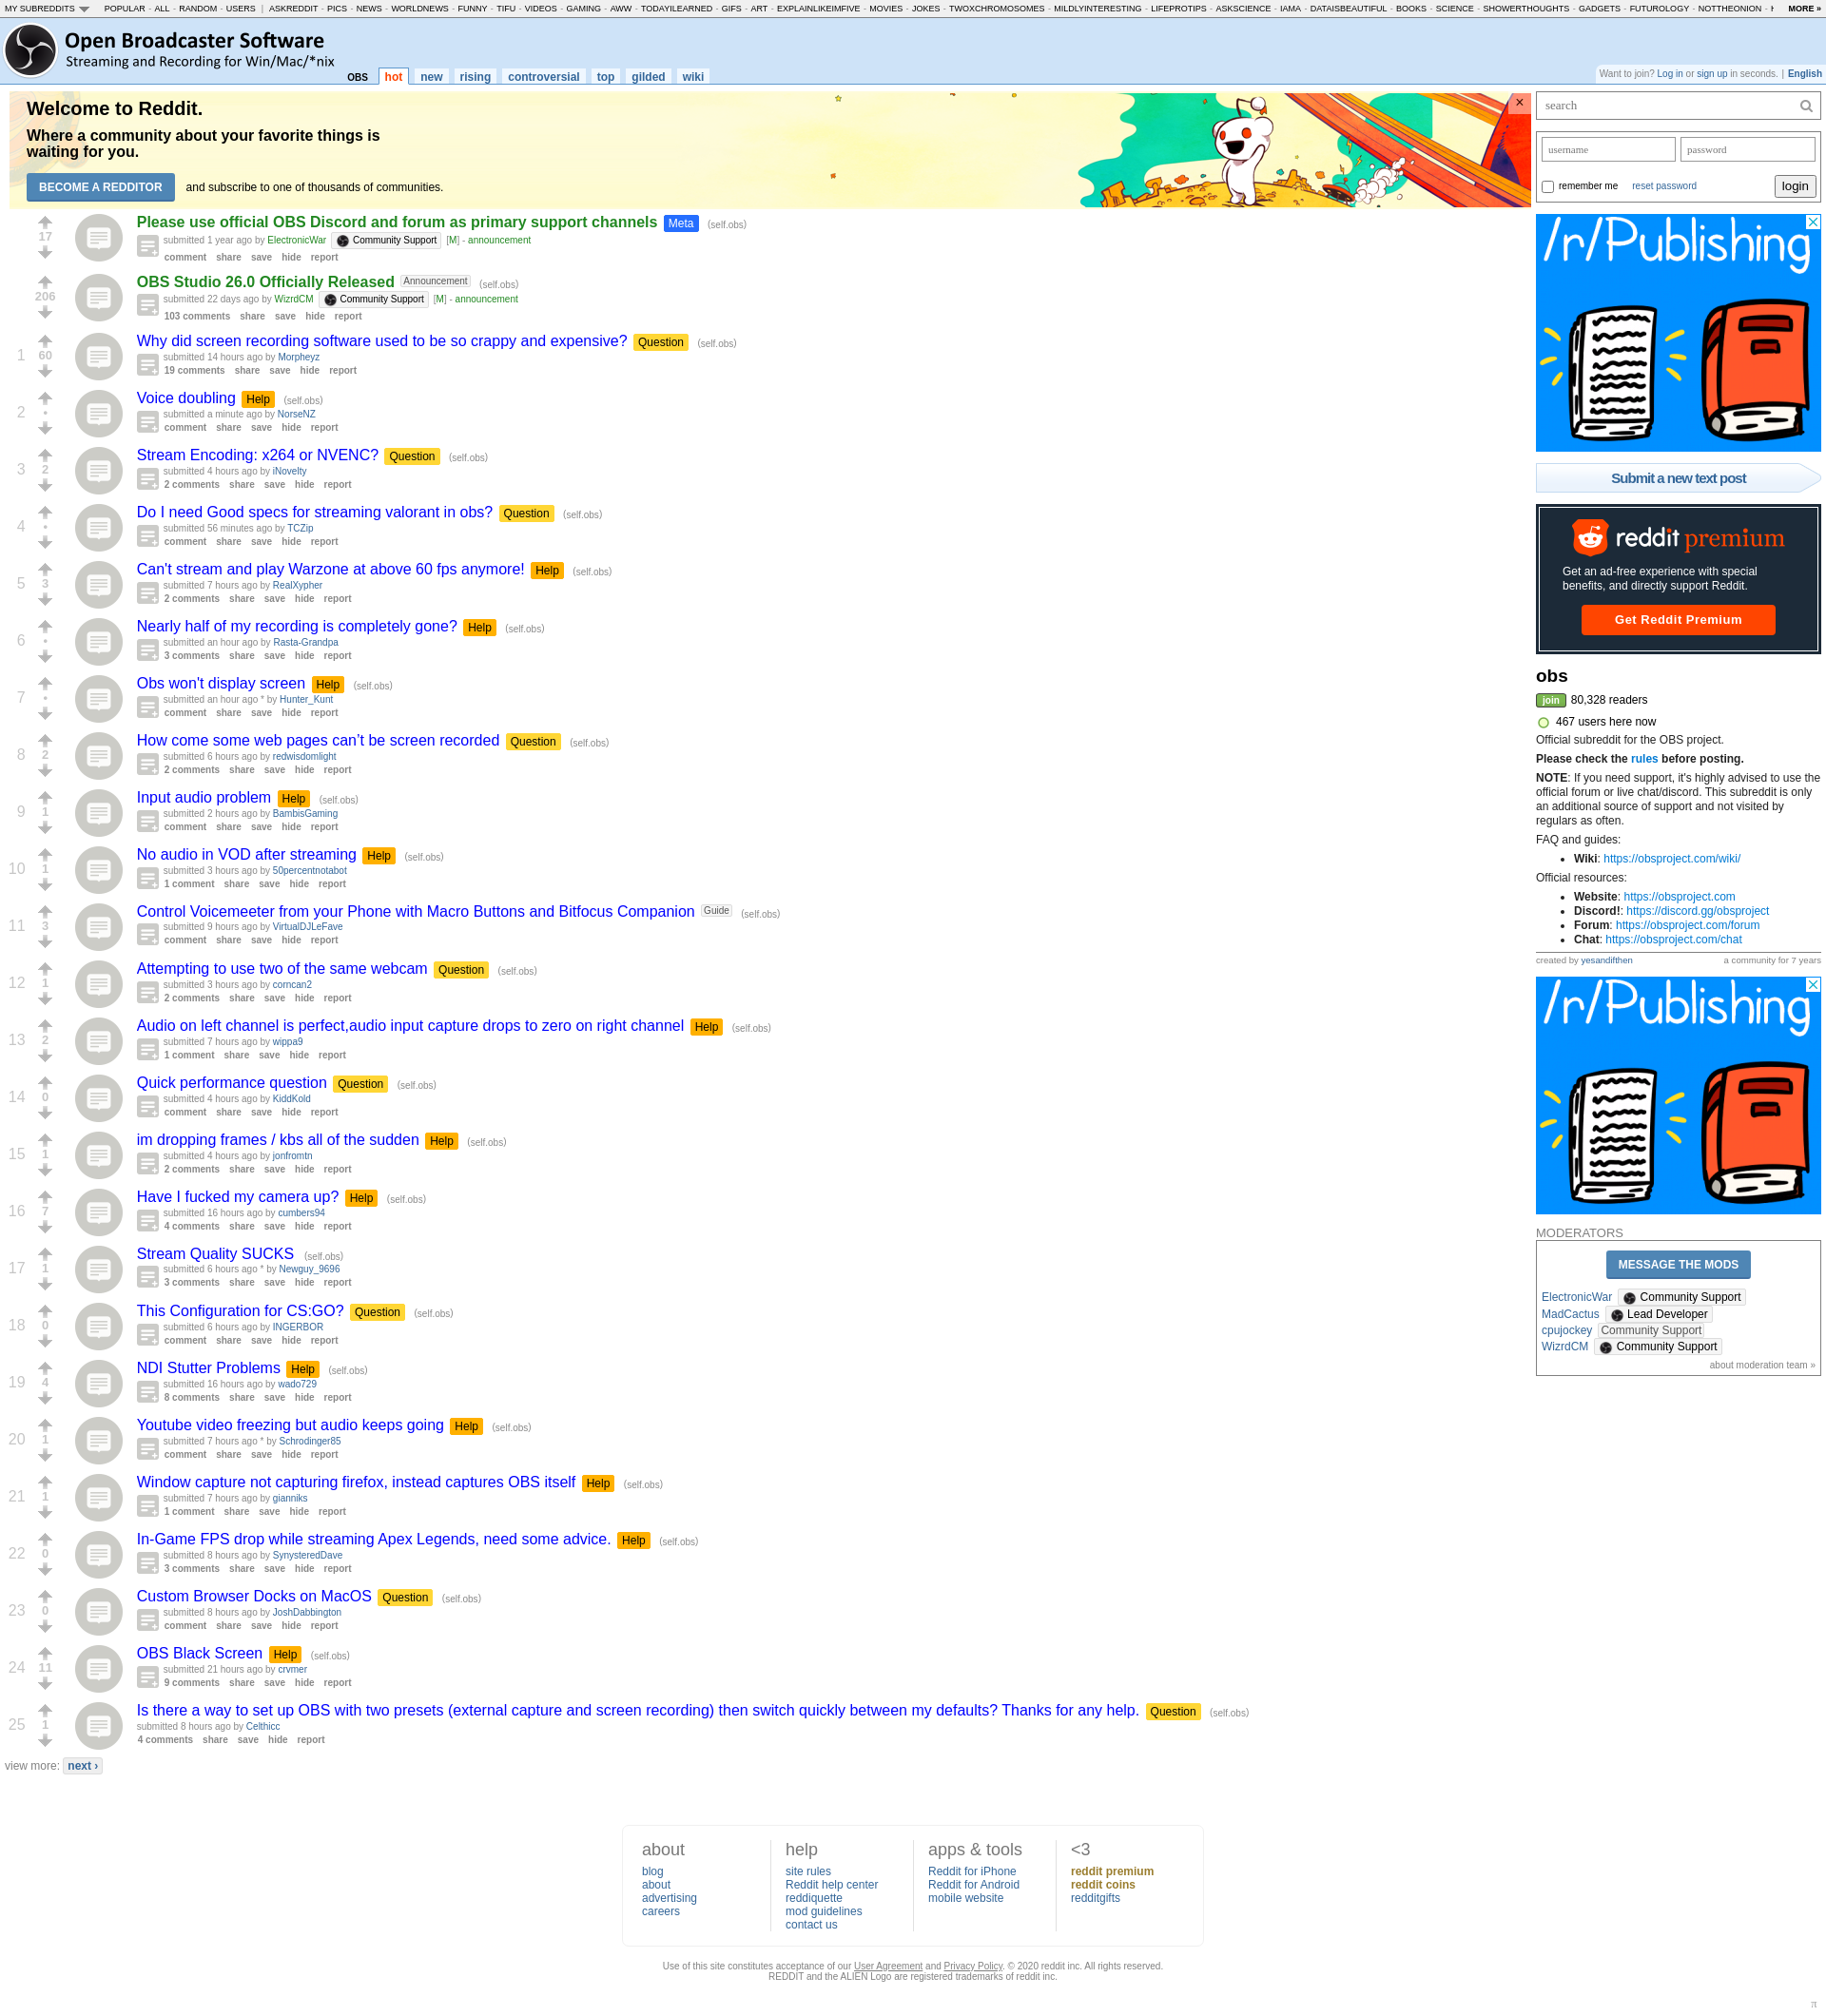 MY SUBREDDITS POPULAR - ALL - RANDOM - USERS | ASKREDDIT - PICS - NEWS - WORLDNEWS - FUNNY - TIFU - VIDEOS - GAMING - AWW - TODAYILEARNED - GIFS - ART - EXPLAINLIKEIMFIVE - MOVIES - JOKES - TWOXCHROMOSOMES - MILDLYINTERESTING - LIFEPROTIPS - ASKSCIENCE - IAMA - DATAISBEAUTIFUL - BOOKS - SCIENCE - SHOWERTHOUGHTS - GADGETS - FUTUROLOGY - NOTTHEONION - MORE »
Open Broadcaster Software
Streaming and Recording for Win/Mac/*nix
OBS hot new rising controversial top gilded wiki
Want to join? Log in or sign up in seconds. | English
Welcome to Reddit.
Where a community about your favorite things is
waiting for you.
BECOME A REDDITOR and subscribe to one of thousands of communities.
×
17
Please use official OBS Discord and forum as primary support channels Meta (self.obs)
submitted 1 year ago by ElectronicWar Community Support [M] - announcement
comment share save hide report
206
OBS Studio 26.0 Officially Released Announcement (self.obs)
submitted 22 days ago by WizrdCM Community Support [M] - announcement
103 comments share save hide report
1 60
Why did screen recording software used to be so crappy and expensive? Question (self.obs)
submitted 14 hours ago by Morpheyz
19 comments share save hide report
2 •
Voice doubling Help (self.obs)
submitted a minute ago by NorseNZ
comment share save hide report
3 2
Stream Encoding: x264 or NVENC? Question (self.obs)
submitted 4 hours ago by iNovelty
2 comments share save hide report
4 •
Do I need Good specs for streaming valorant in obs? Question (self.obs)
submitted 56 minutes ago by TCZip
comment share save hide report
5 3
Can't stream and play Warzone at above 60 fps anymore! Help (self.obs)
submitted 7 hours ago by RealXypher
2 comments share save hide report
6 •
Nearly half of my recording is completely gone? Help (self.obs)
submitted an hour ago by Rasta-Grandpa
3 comments share save hide report
7 •
Obs won't display screen Help (self.obs)
submitted an hour ago * by Hunter_Kunt
comment share save hide report
8 2
How come some web pages can’t be screen recorded Question (self.obs)
submitted 6 hours ago by redwisdomlight
2 comments share save hide report
9 1
Input audio problem Help (self.obs)
submitted 2 hours ago by BambisGaming
comment share save hide report
10 1
No audio in VOD after streaming Help (self.obs)
submitted 3 hours ago by 50percentnotabot
1 comment share save hide report
11 3
Control Voicemeeter from your Phone with Macro Buttons and Bitfocus Companion Guide (self.obs)
submitted 9 hours ago by VirtualDJLeFave
comment share save hide report
12 1
Attempting to use two of the same webcam Question (self.obs)
submitted 3 hours ago by corncan2
2 comments share save hide report
13 2
Audio on left channel is perfect,audio input capture drops to zero on right channel Help (self.obs)
submitted 7 hours ago by wippa9
1 comment share save hide report
14 0
Quick performance question Question (self.obs)
submitted 4 hours ago by KiddKold
comment share save hide report
15 1
im dropping frames / kbs all of the sudden Help (self.obs)
submitted 4 hours ago by jonfromtn
2 comments share save hide report
16 7
Have I fucked my camera up? Help (self.obs)
submitted 16 hours ago by cumbers94
4 comments share save hide report
17 1
Stream Quality SUCKS (self.obs)
submitted 6 hours ago * by Newguy_9696
3 comments share save hide report
18 0
This Configuration for CS:GO? Question (self.obs)
submitted 6 hours ago by INGERBOR
comment share save hide report
19 4
NDI Stutter Problems Help (self.obs)
submitted 16 hours ago by wado729
8 comments share save hide report
20 1
Youtube video freezing but audio keeps going Help (self.obs)
submitted 7 hours ago * by Schrodinger85
comment share save hide report
21 1
Window capture not capturing firefox, instead captures OBS itself Help (self.obs)
submitted 7 hours ago by gianniks
1 comment share save hide report
22 0
In-Game FPS drop while streaming Apex Legends, need some advice. Help (self.obs)
submitted 8 hours ago by SynysteredDave
3 comments share save hide report
23 0
Custom Browser Docks on MacOS Question (self.obs)
submitted 8 hours ago by JoshDabbington
comment share save hide report
24 11
OBS Black Screen Help (self.obs)
submitted 21 hours ago by crvmer
9 comments share save hide report
25 1
Is there a way to set up OBS with two presets (external capture and screen recording) then switch quickly between my defaults? Thanks for any help. Question (self.obs)
submitted 8 hours ago by Celthicc
4 comments share save hide report
view more: next ›
search
username password
remember me reset password login
/r/Publishing
Submit a new text post
reddit premium
Get an ad-free experience with special
benefits, and directly support Reddit.
Get Reddit Premium
obs
join 80,328 readers
467 users here now
Official subreddit for the OBS project.
Please check the rules before posting.
NOTE: If you need support, it's highly advised to use the
official forum or live chat/discord. This subreddit is only
an additional source of support and not visited by
regulars as often.
FAQ and guides:
• Wiki: https://obsproject.com/wiki/
Official resources:
• Website: https://obsproject.com
• Discord!: https://discord.gg/obsproject
• Forum: https://obsproject.com/forum
• Chat: https://obsproject.com/chat
created by yesandifthen a community for 7 years
/r/Publishing
MODERATORS
MESSAGE THE MODS
ElectronicWar Community Support
MadCactus Lead Developer
cpujockey Community Support
WizrdCM Community Support
about moderation team »
about
blog
about
advertising
careers
help
site rules
Reddit help center
reddiquette
mod guidelines
contact us
apps & tools
Reddit for iPhone
Reddit for Android
mobile website
<3
reddit premium
reddit coins
redditgifts
Use of this site constitutes acceptance of our User Agreement and Privacy Policy. © 2020 reddit inc. All rights reserved.
REDDIT and the ALIEN Logo are registered trademarks of reddit inc.
π